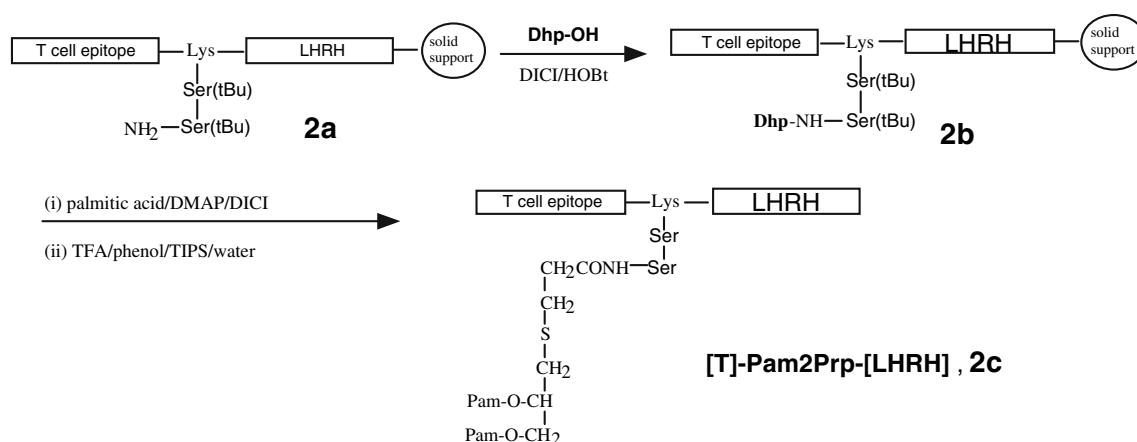 T cell epitope Lys LHRH solid support
Ser(tBu)
NH2 Ser(tBu)
2a
Dhp-OH
DICI/HOBt
T cell epitope Lys LHRH solid support
Ser(tBu)
Dhp-NH Ser(tBu)
2b
(i) palmitic acid/DMAP/DICI
(ii) TFA/phenol/TIPS/water
T cell epitope Lys LHRH
Ser
CH2CONH Ser
CH2
S
CH2
Pam-O-CH
Pam-O-CH2
[T]-Pam2Prp-[LHRH] , 2c